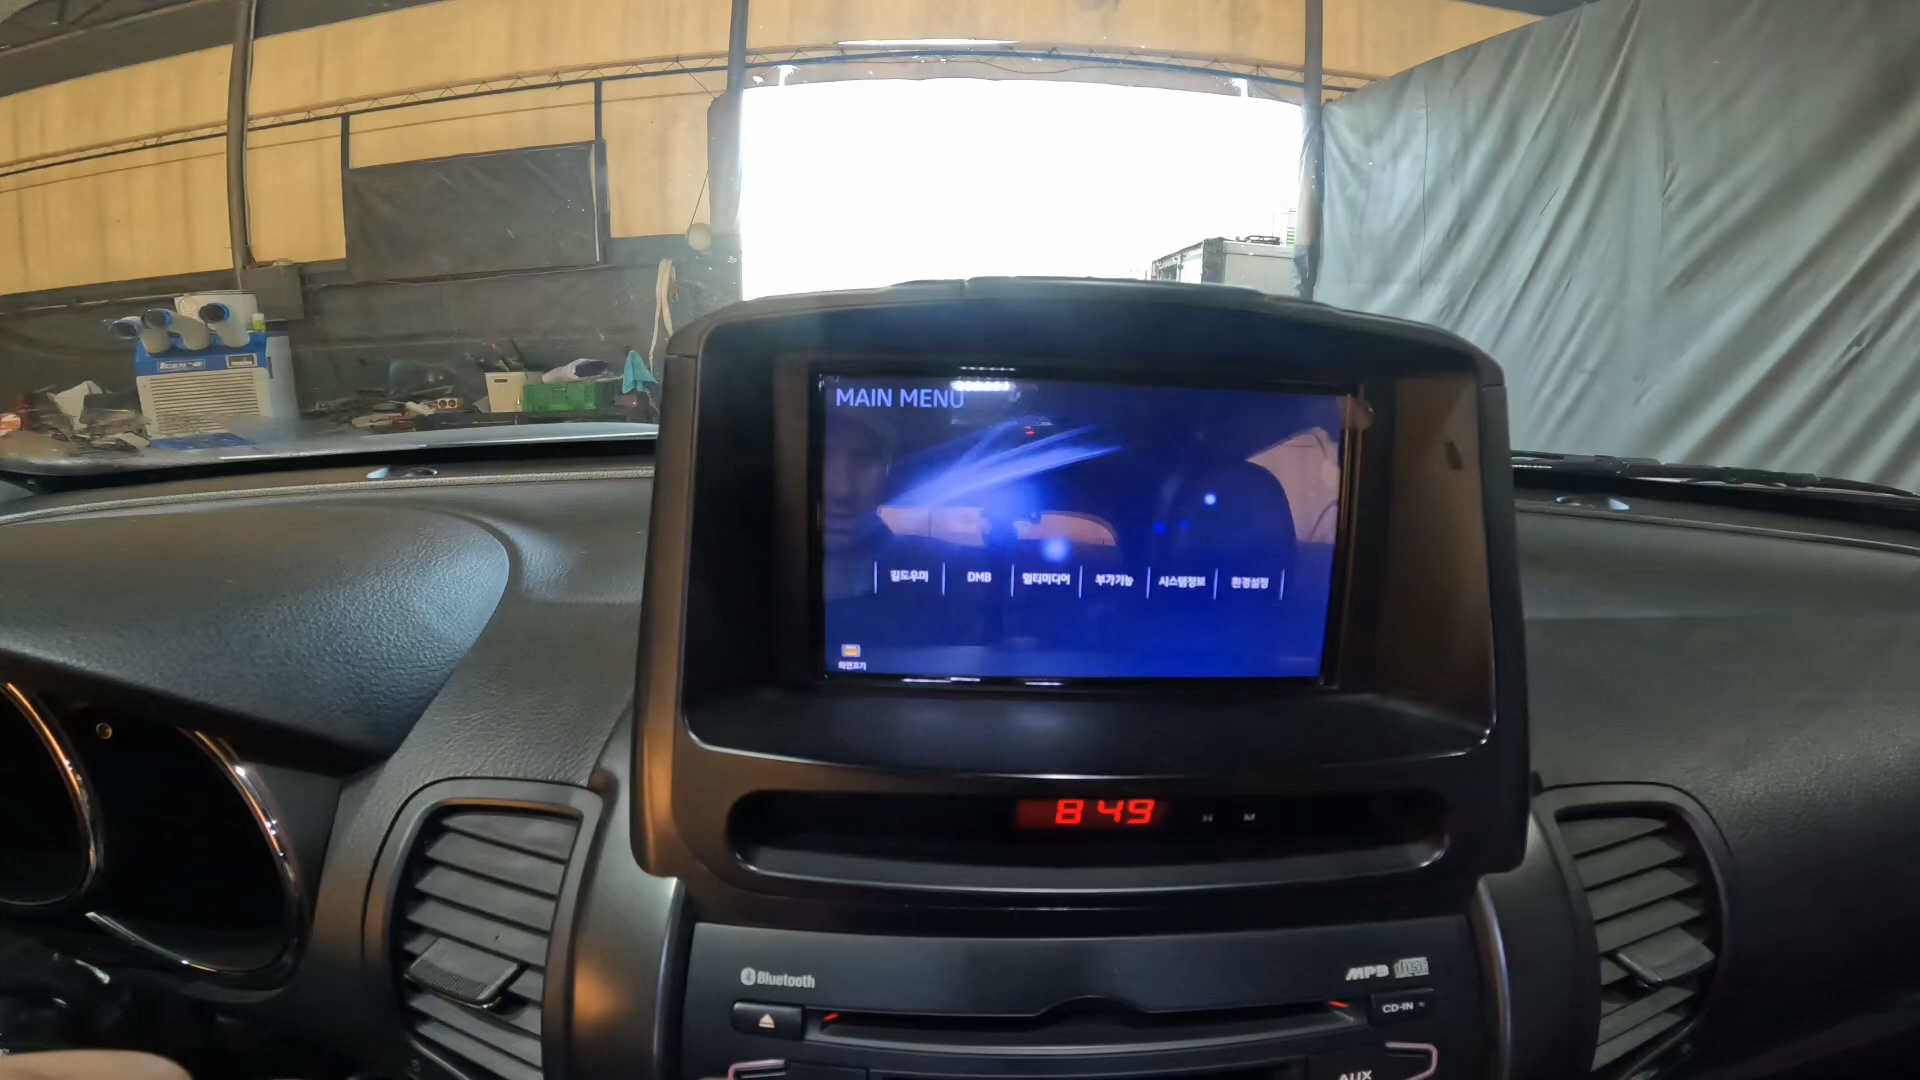 MAIN MENU
길도우미 DMB 멀티미디어 부가기능 시스템정보 환경설정
화면끄기
8 49 H M
Bluetooth
MP3
CD-IN
AUX